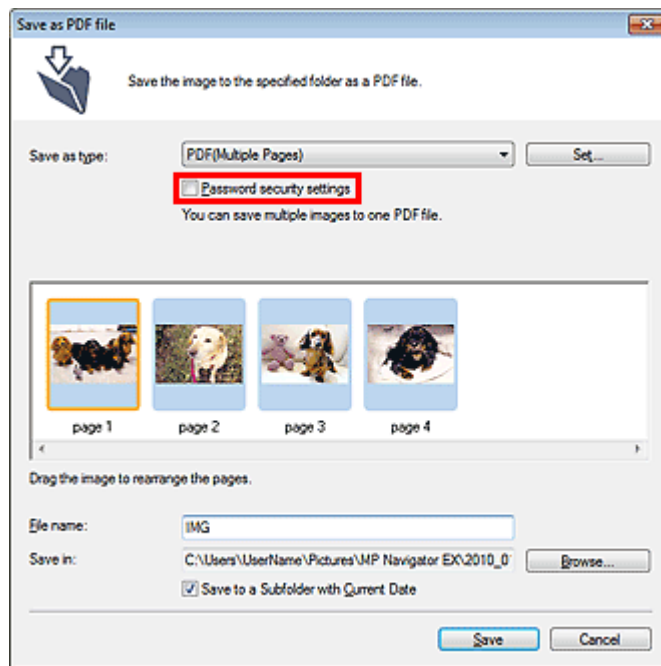 Save as PDF file
Save the image to the specified folder as a PDF file.
Save as type: PDF(Multiple Pages) Set...
Password security settings
You can save multiple images to one PDF file.
page 1 page 2 page 3 page 4
Drag the image to rearrange the pages.
File name: IMG
Save in: C:\Users\UserName\Pictures\MP Navigator EX\2010_0 Browse...
Save to a Subfolder with Current Date
Save Cancel